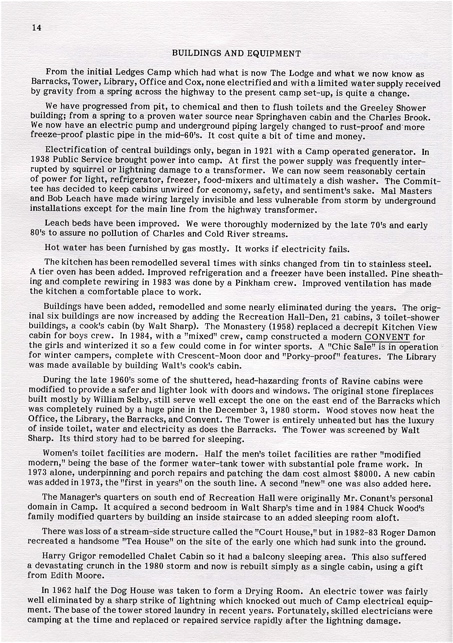 14
BUILDINGS AND EQUIPMENT
From the initial Ledges Camp which had what is now The Lodge and what we now know as
Barracks, Tower, Library, Office and Cox, none electrified and with a limited water supply received
by gravity from a spring across the highway to the present camp set-up, is quite a change.
We have progressed from pit, to chemical and then to flush toilets and the Greeley Shower
building; from a spring to a proven water source near Springhaven cabin and the Charles Brook.
We now have an electric pump and underground piping largely changed to rust-proof and more
freeze-proof plastic pipe in the mid-60's. It cost quite a bit of time and money.
Electrification of central buildings only, began in 1921 with a Camp operated generator. In
1938 Public Service brought power into camp. At first the power supply was frequently inter-
rupted by squirrel or lightning damage to a transformer. We can now seem reasonably certain
of power for light, refrigerator, freezer, food-mixers and ultimately a dish washer. The Commit-
tee has decided to keep cabins unwired for economy, safety, and sentiment's sake. Mal Masters
and Bob Leach have made wiring largely invisible and less vulnerable from storm by underground
installations except for the main line from the highway transformer.
Leach beds have been improved. We were thoroughly modernized by the late 70's and early
80's to assure no pollution of Charles and Cold River streams.
Hot water has been furnished by gas mostly. It works if electricity fails.
The kitchen has been remodelled several times with sinks changed from tin to stainless steel.
A tier oven has been added. Improved refrigeration and a freezer have been installed. Pine sheath-
ing and complete rewiring in 1983 was done by a Pinkham crew. Improved ventilation has made
the kitchen a comfortable place to work.
Buildings have been added, remodelled and some nearly eliminated during the years. The orig-
inal six buildings are now increased by adding the Recreation Hall-Den, 21 cabins, 3 toilet-shower
buildings, a cook's cabin (by Walt Sharp). The Monastery (1958) replaced a decrepit Kitchen View
cabin for boys crew. In 1984, with a "mixed" crew, camp constructed a modern CONVENT for
the girls and winterized it so a few could come in for winter sports. A "Chic Sale" is in operation
for winter campers, complete with Crescent-Moon door and "Porky-proof" features. The Library
was made available by building Walt's cook's cabin.
During the late 1960's some of the shuttered, head-hazarding fronts of Ravine cabins were
modified to provide a safer and lighter look with doors and windows. The original stone fireplaces
built mostly by William Selby, still serve well except the one on the east end of the Barracks which
was completely ruined by a huge pine in the December 3, 1980 storm. Wood stoves now heat the
Office, the Library, the Barracks, and Convent. The Tower is entirely unheated but has the luxury
of inside toilet, water and electricity as does the Barracks. The Tower was screened by Walt
Sharp. Its third story had to be barred for sleeping.
Women's toilet facilities are modern. Half the men's toilet facilities are rather "modified
modern," being the base of the former water-tank tower with substantial pole frame work. In
1973 alone, underpinning and porch repairs and patching the dam cost almost $8000. A new cabin
was added in 1973, the "first in years" on the south line. A second "new" one was also added here.
The Manager's quarters on south end of Recreation Hall were originally Mr. Conant's personal
domain in Camp. It acquired a second bedroom in Walt Sharp's time and in 1984 Chuck Wood's
family modified quarters by building an inside staircase to an added sleeping room aloft.
There was loss of a stream-side structure called the "Court House," but in 1982-83 Roger Damon
recreated a handsome "Tea House" on the site of the early one which had sunk into the ground.
Harry Grigor remodelled Chalet Cabin so it had a balcony sleeping area. This also suffered
a devastating crunch in the 1980 storm and now is rebuilt simply as a single cabin, using a gift
from Edith Moore.
In 1962 half the Dog House was taken to form a Drying Room. An electric tower was fairly
well eliminated by a sharp strike of lightning which knocked out much of Camp electrical equip-
ment. The base of the tower stored laundry in recent years. Fortunately, skilled electricians were
camping at the time and replaced or repaired service rapidly after the lightning damage.